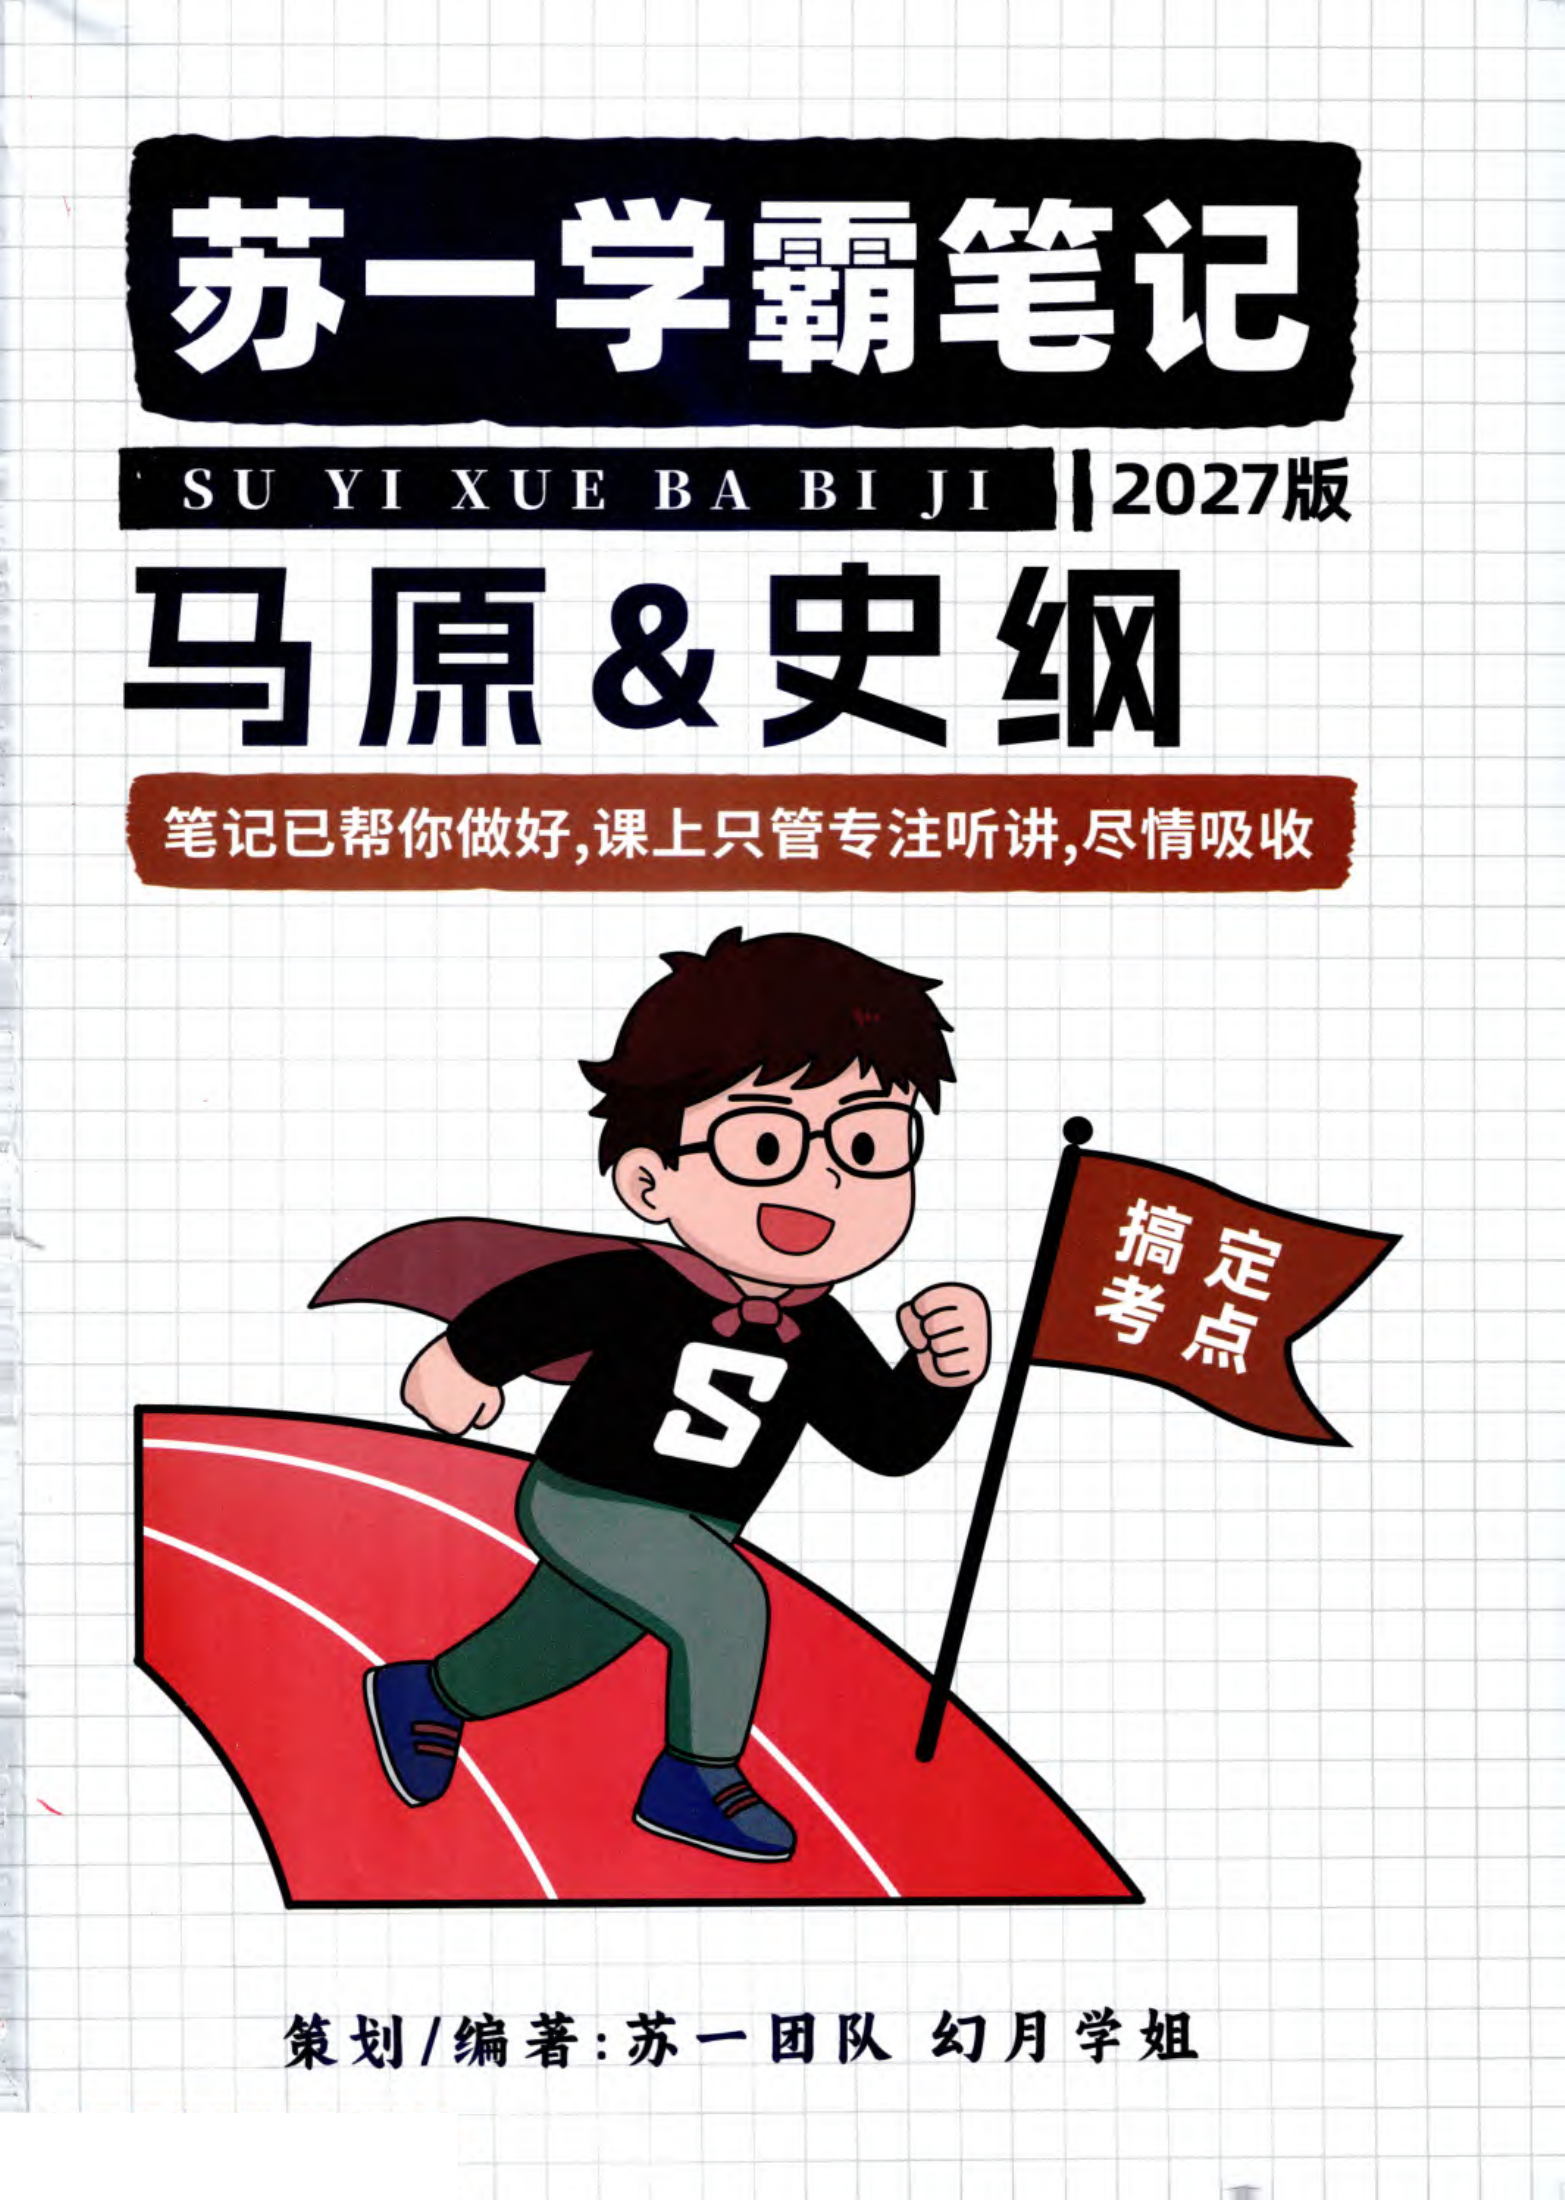 苏一学霸笔记
SU YI XUE BA BI JI 2027版
马原&史纲
笔记已帮你做好,课上只管专注听讲,尽情吸收
搞定
考点
S
策划/编著:苏一团队 幻月学姐